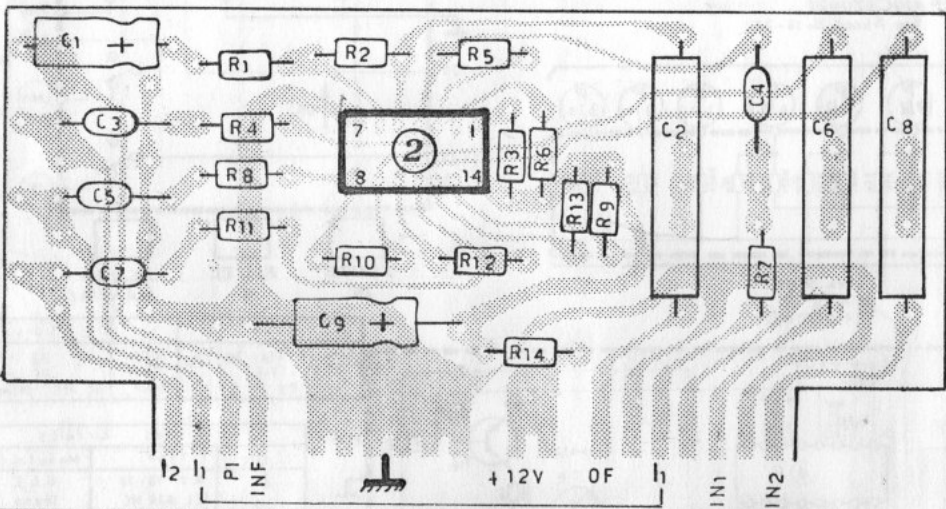 C1 +
R1
R2
R5
C3
R4
7 1
2
8 14
R3
R6
C2
C4
C6
C8
C5
R8
R13
R9
R11
C7
R10
R12
R7
C9 +
R14
I2 I1 PI INF +12V OF I1 IN1 IN2